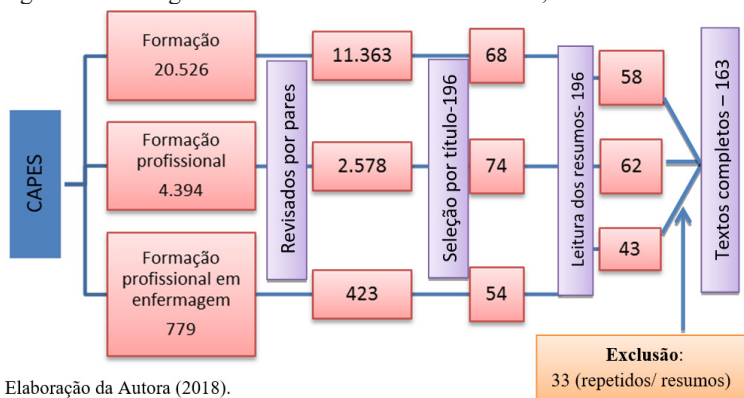 CAPES
Formação
20.526
Formação
profissional
4.394
Formação
profissional em
enfermagem
779
Revisados por pares
11.363
2.578
423
Seleção por título-196
68
74
54
Leitura dos resumos- 196
58
62
43
Textos completos – 163
Exclusão:
33 (repetidos/ resumos)
Elaboração da Autora (2018).